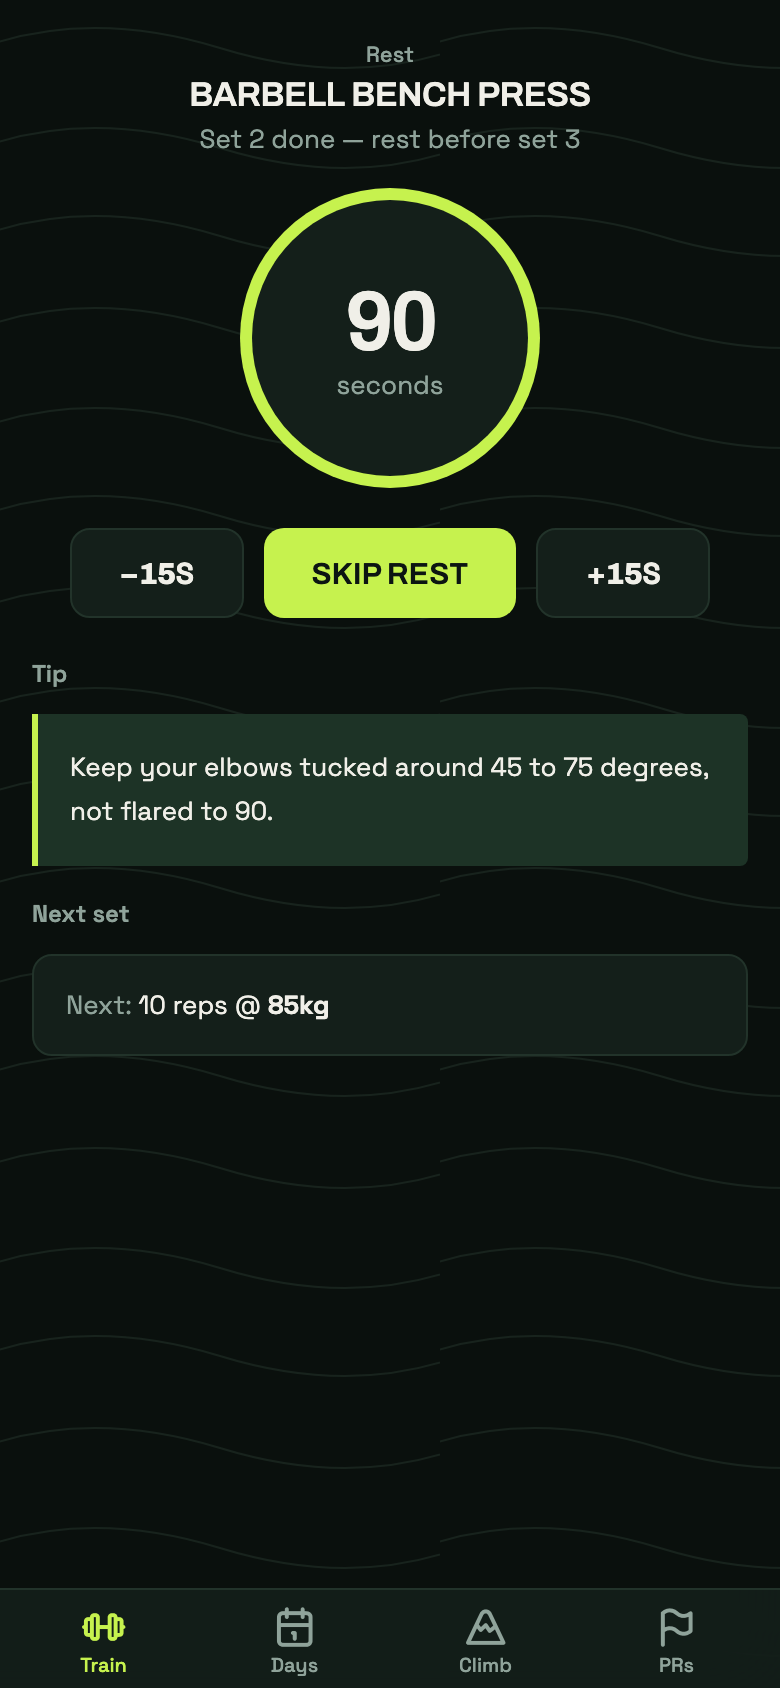 Rest
BARBELL BENCH PRESS
Set 2 done — rest before set 3
90
seconds
−15S
SKIP REST
+15S
Tip
Keep your elbows tucked around 45 to 75 degrees,
not flared to 90.
Next set
Next: 10 reps @ 85kg
Train
Days
Climb
PRs